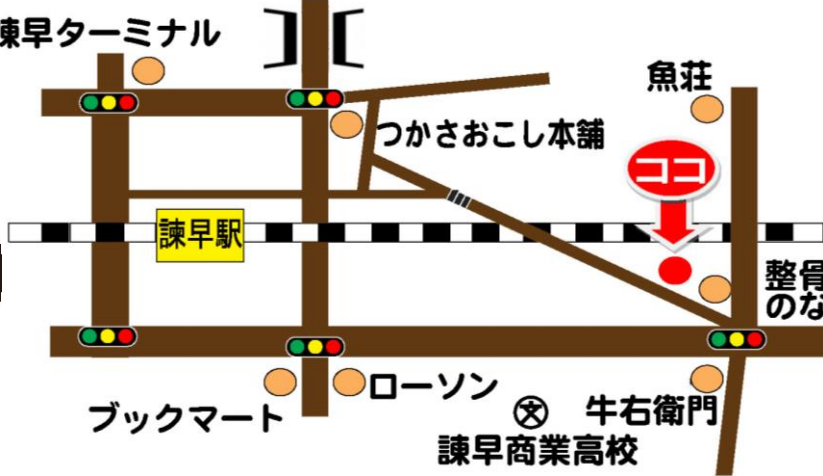 諫早ターミナル
魚荘
つかさおこし本舗
ココ
諫早駅
整骨
のな
ローソン
ブックマート
牛右衛門
諫早商業高校